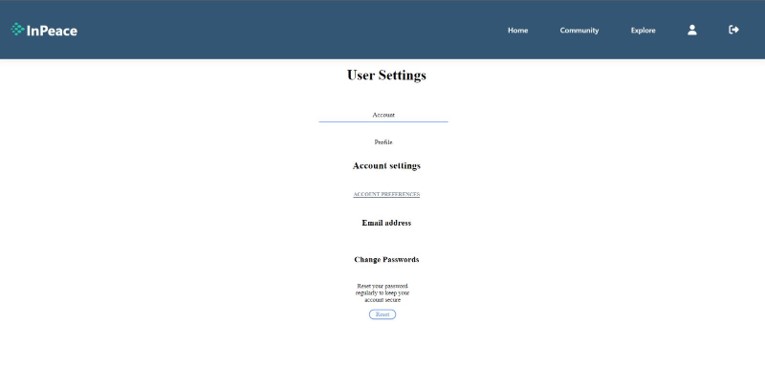 InPeace
Home
Community
Explore
User Settings
Account
Profile
Account settings
ACCOUNT PREFERENCES
Email address
Change Passwords
Reset your password
regularly to keep your
account secure
Reset